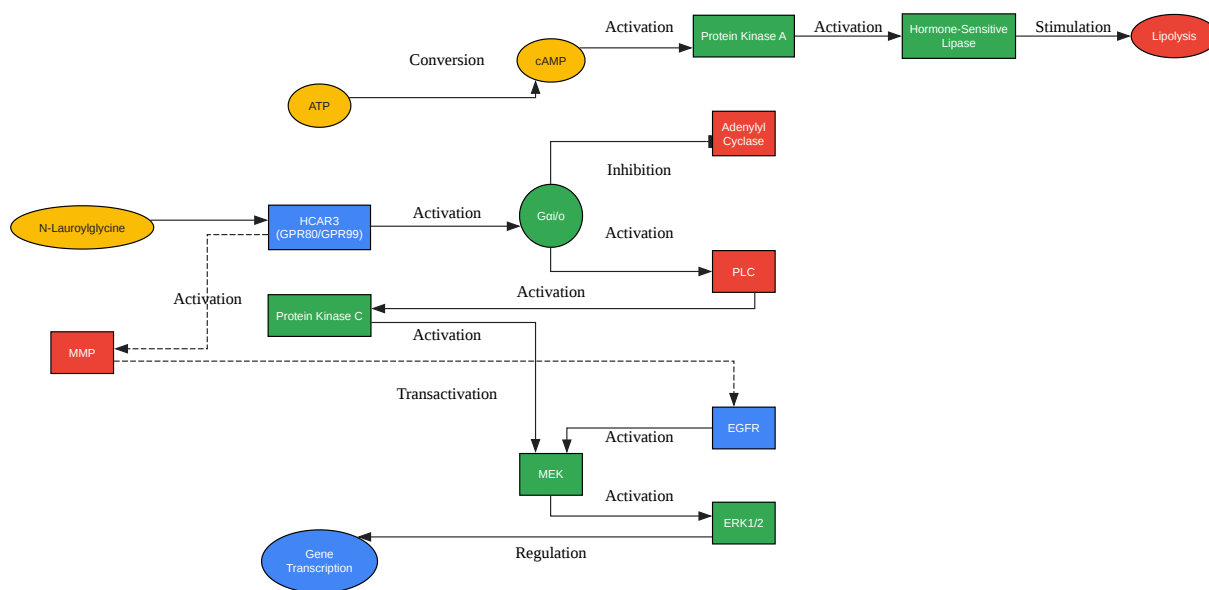 Activation
Protein Kinase A
Activation
Hormone-Sensitive
Lipase
Stimulation
Lipolysis
Conversion
cAMP
ATP
Adenylyl
Cyclase
Inhibition
N-Lauroylglycine
HCAR3
(GPR80/GPR99)
Activation
Gαi/o
Activation
PLC
Activation
Activation
Protein Kinase C
Activation
MMP
Transactivation
EGFR
Activation
MEK
Activation
ERK1/2
Regulation
Gene
Transcription